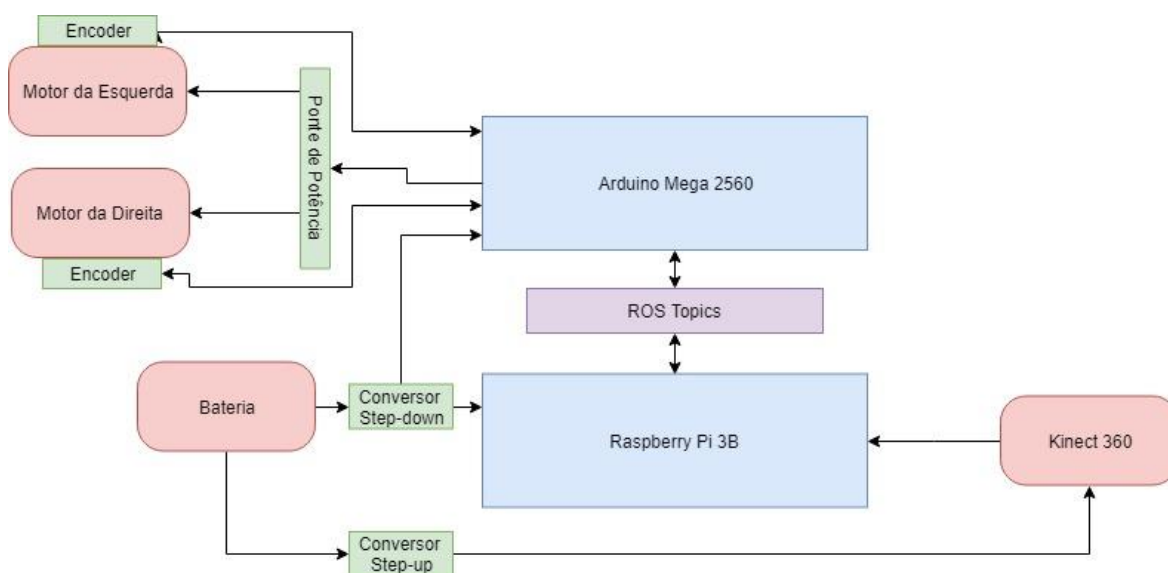 Encoder
Motor da Esquerda
Ponte de Potência
Arduino Mega 2560
Motor da Direita
Encoder
ROS Topics
Bateria
Conversor
Step-down
Raspberry Pi 3B
Kinect 360
Conversor
Step-up